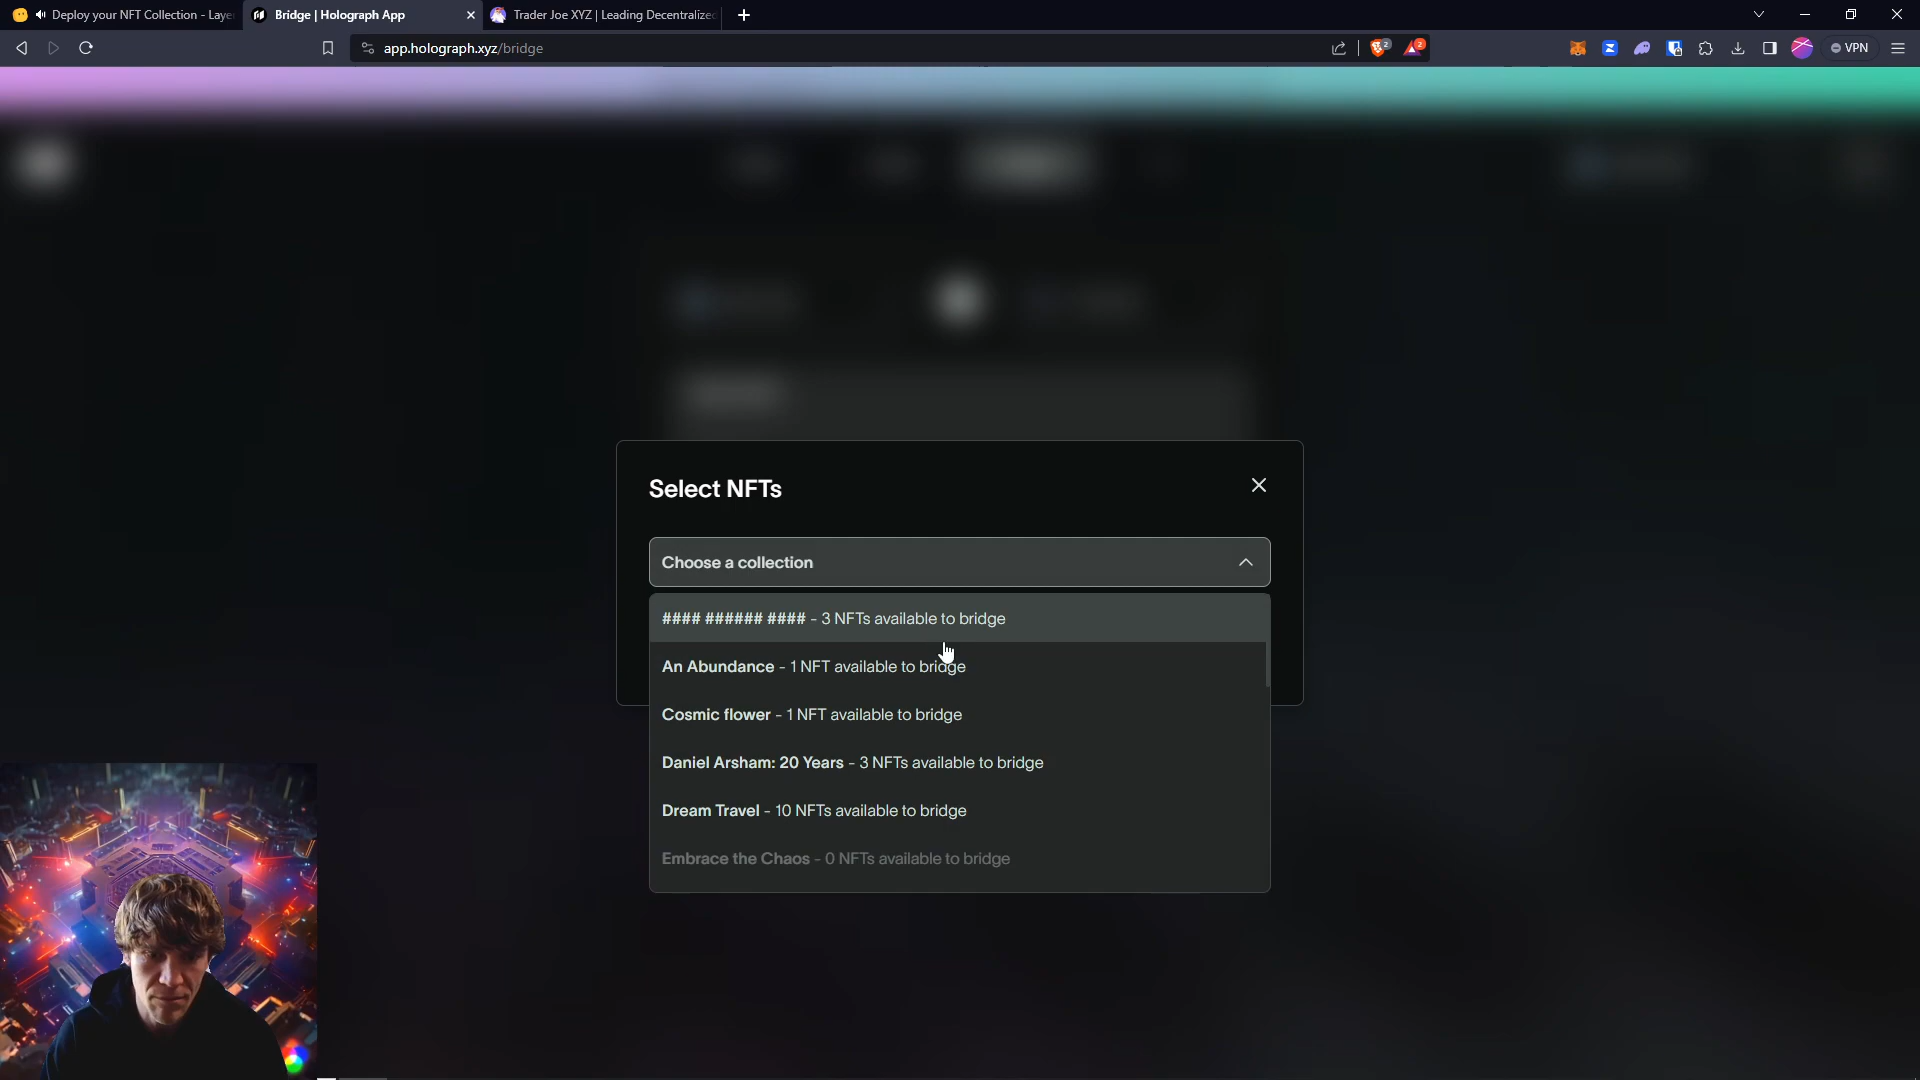 Deploy your NFT Collection - Laye
Bridge | Holograph App
Trader Joe XYZ | Leading Decentralized
app.holograph.xyz/bridge
2
2
VPN
Select NFTs
Choose a collection
#### ###### #### - 3 NFTs available to bridge
An Abundance - 1 NFT available to bridge
Cosmic flower - 1 NFT available to bridge
Daniel Arsham: 20 Years - 3 NFTs available to bridge
Dream Travel - 10 NFTs available to bridge
Embrace the Chaos - 0 NFTs available to bridge